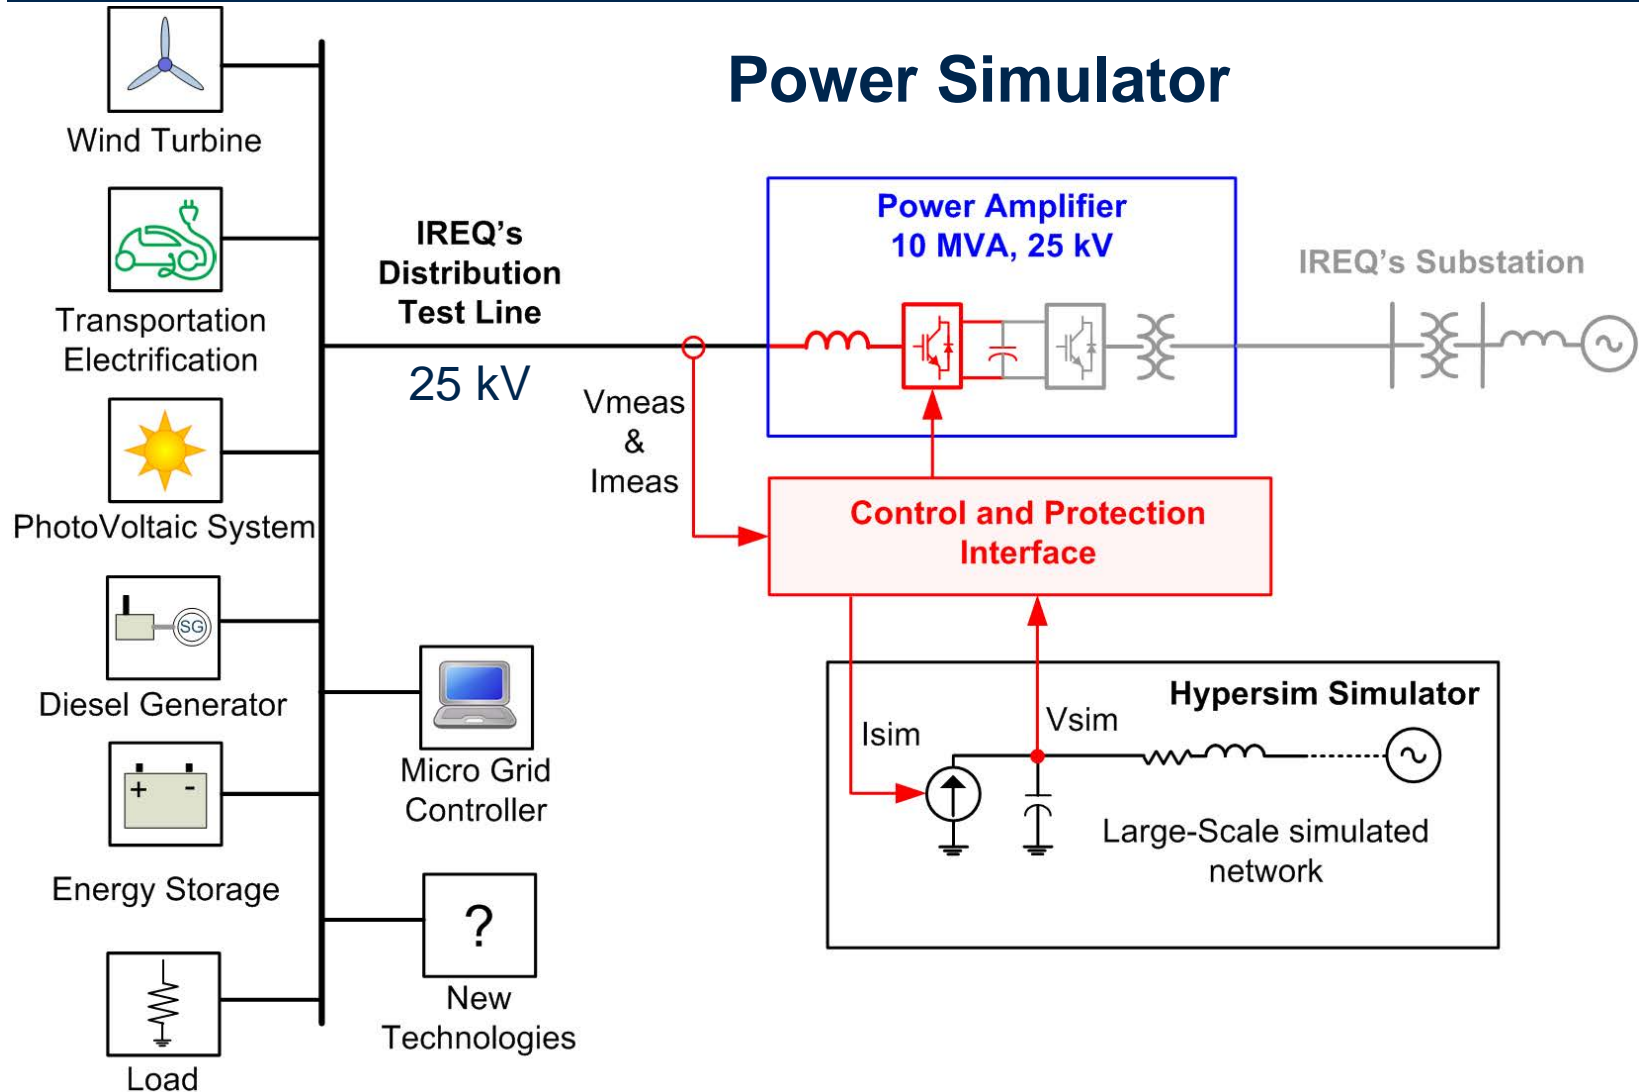 Power Simulator
Wind Turbine
Transportation
Electrification
PhotoVoltaic System
SG
Diesel Generator
+ -
Energy Storage
Load
IREQ's
Distribution
Test Line
25 kV
Micro Grid
Controller
?
New
Technologies
Vmeas
&
Imeas
Power Amplifier
10 MVA, 25 kV
IREQ's Substation
Control and Protection
Interface
Hypersim Simulator
Isim
Vsim
Large-Scale simulated
network